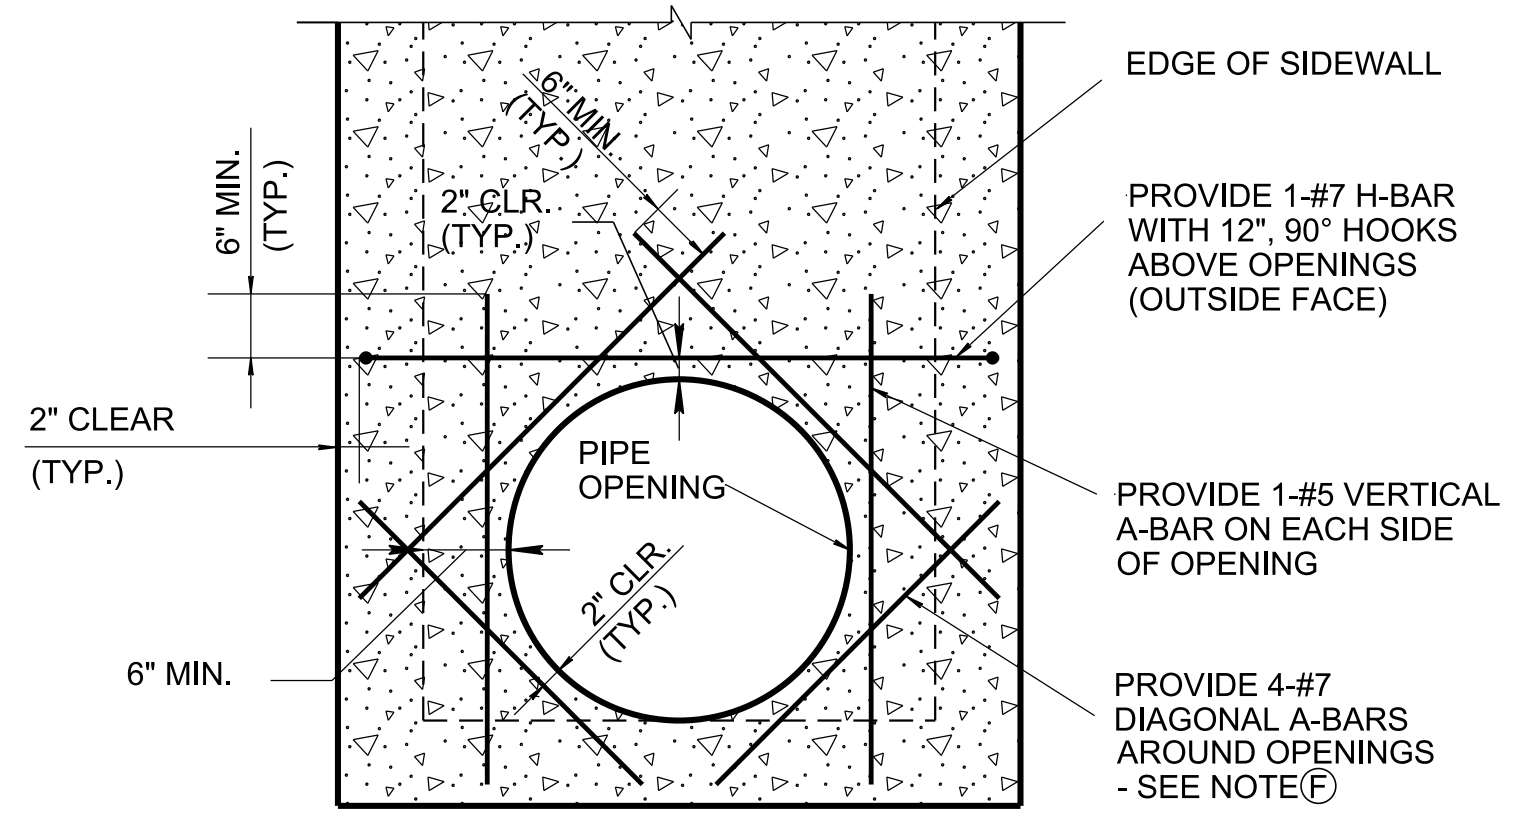 EDGE OF SIDEWALL
6" MIN.
(TYP.)
6" MIN.
(TYP.)
2" CLR.
(TYP.)
PROVIDE 1-#7 H-BAR
WITH 12", 90° HOOKS
ABOVE OPENINGS
(OUTSIDE FACE)
2" CLEAR
(TYP.)
PIPE
OPENING
PROVIDE 1-#5 VERTICAL
A-BAR ON EACH SIDE
OF OPENING
2" CLR.
(TYP.)
6" MIN.
PROVIDE 4-#7
DIAGONAL A-BARS
AROUND OPENINGS
- SEE NOTE Ⓕ